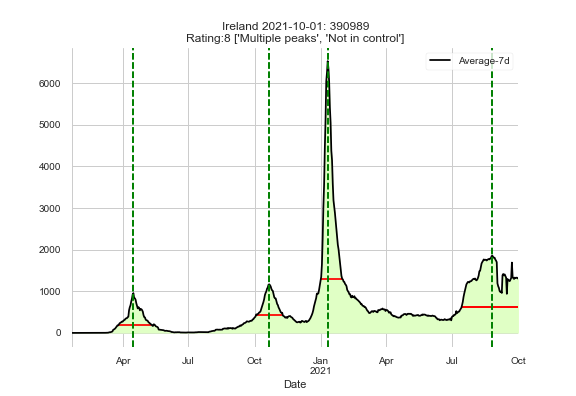 Ireland 2021-10-01: 390989
Rating:8 ['Multiple peaks', 'Not in control']
Average-7d
6000
5000
4000
3000
2000
1000
0
Apr Jul Oct Jan Apr Jul Oct
2021
Date